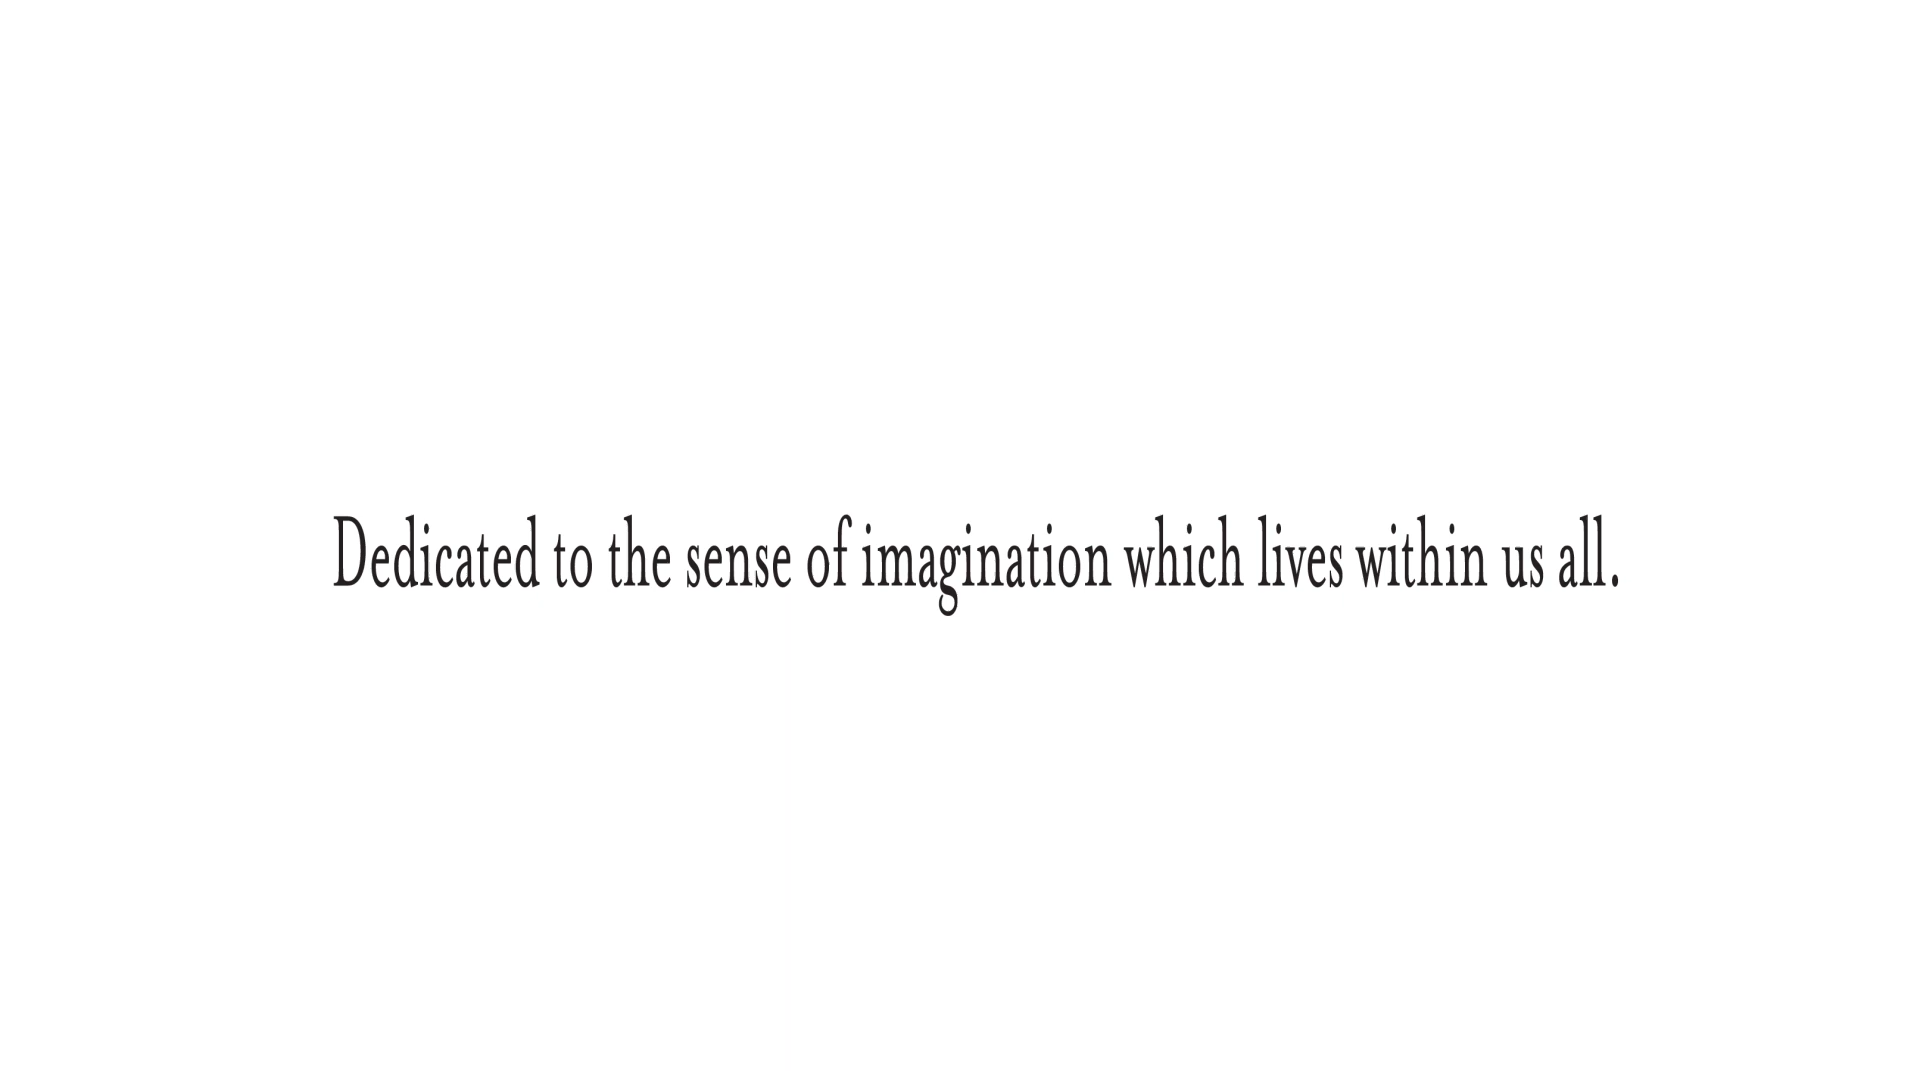 Dedicated to the sense of imagination which lives within us all.